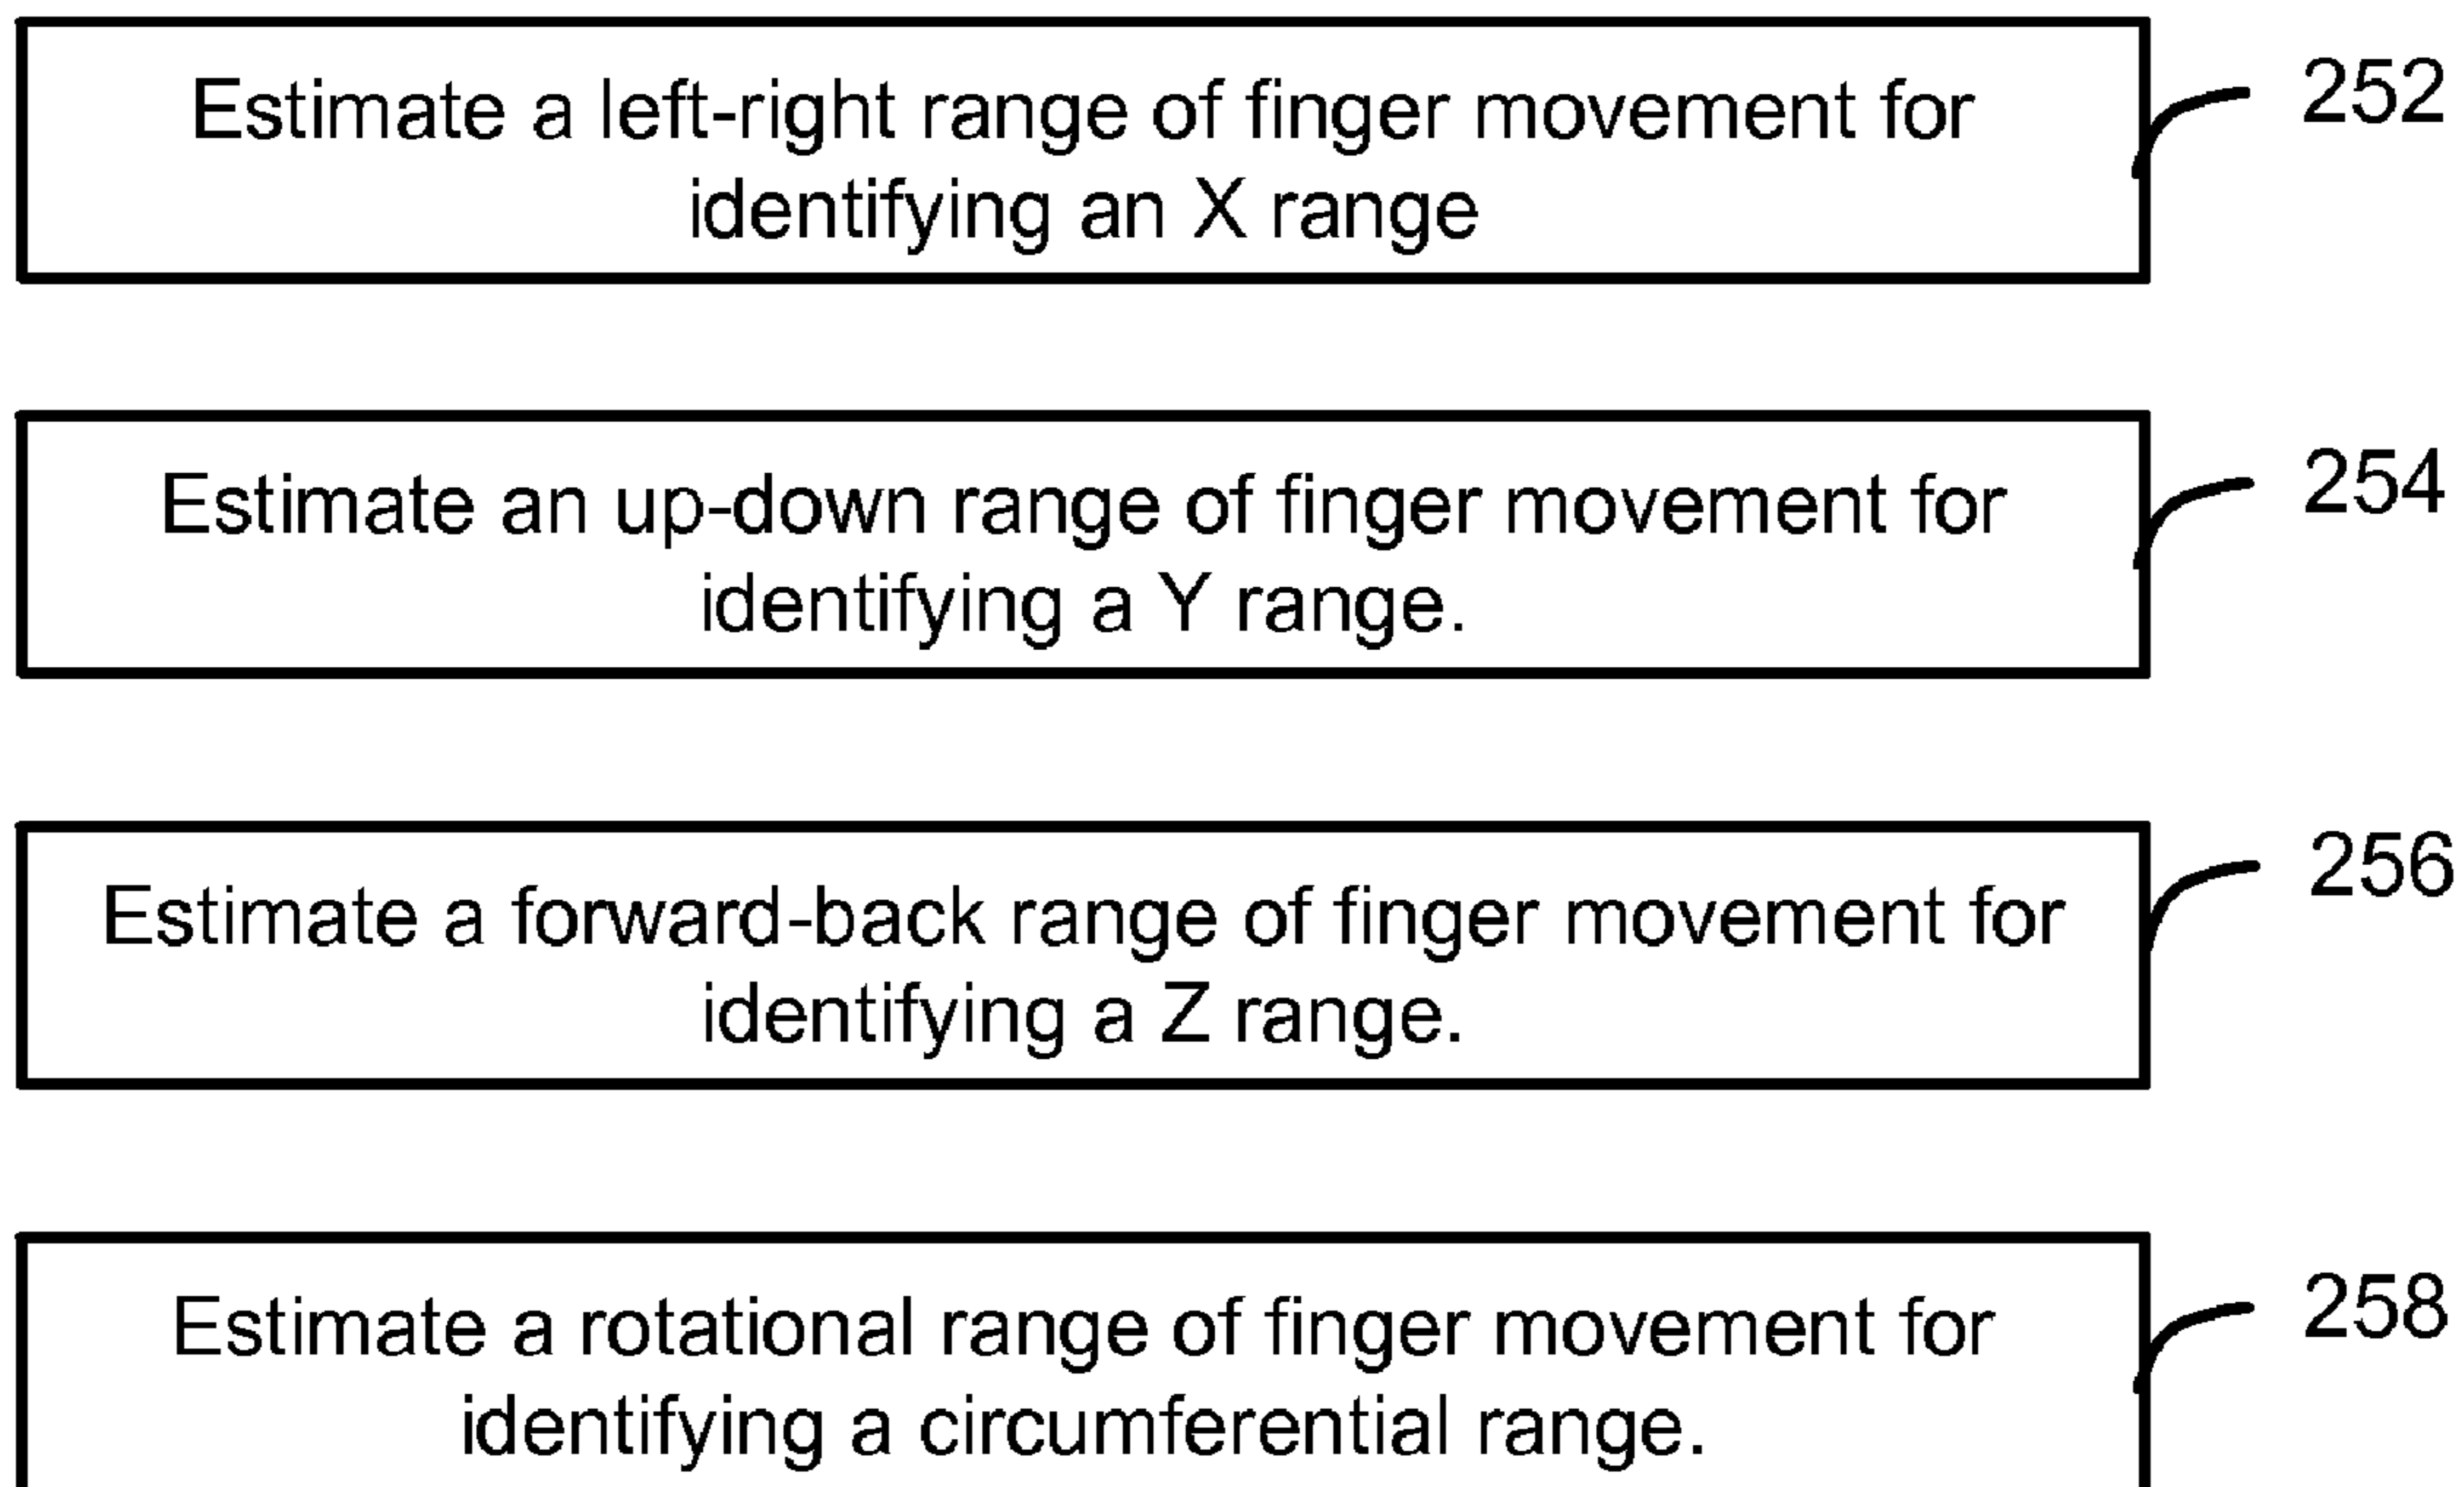 Estimate a left-right range of finger movement for
identifying an X range
252
Estimate an up-down range of finger movement for
identifying a Y range.
254
Estimate a forward-back range of finger movement for
identifying a Z range.
256
Estimate a rotational range of finger movement for
identifying a circumferential range.
258